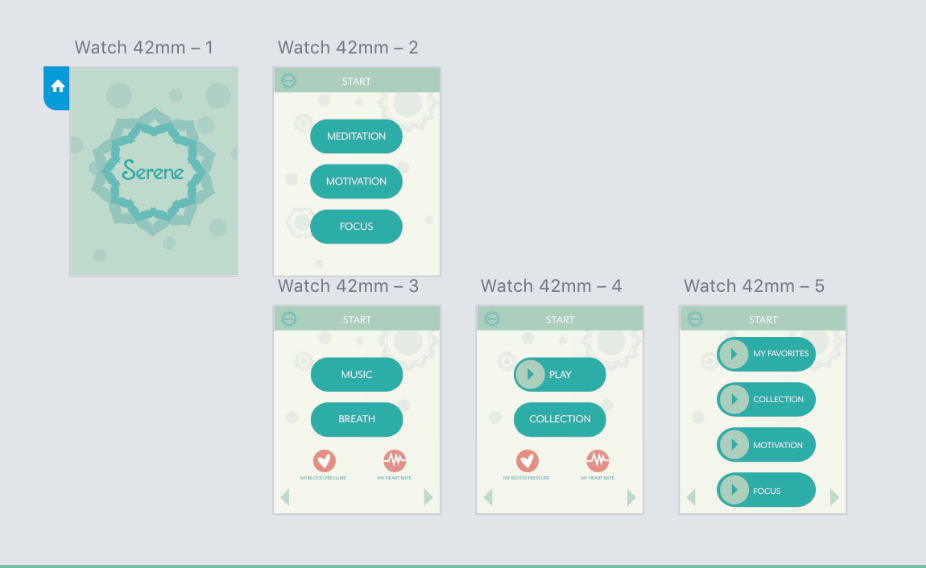 Watch 42mm – 1
Serene
Watch 42mm – 2
START
MEDITATION
MOTIVATION
FOCUS
Watch 42mm – 3
START
MUSIC
BREATH
MY BLOOD PRESSURE
MY HEART RATE
Watch 42mm – 4
START
PLAY
COLLECTION
MY BLOOD PRESSURE
MY HEART RATE
Watch 42mm – 5
START
MY FAVORITES
COLLECTION
MOTIVATION
FOCUS